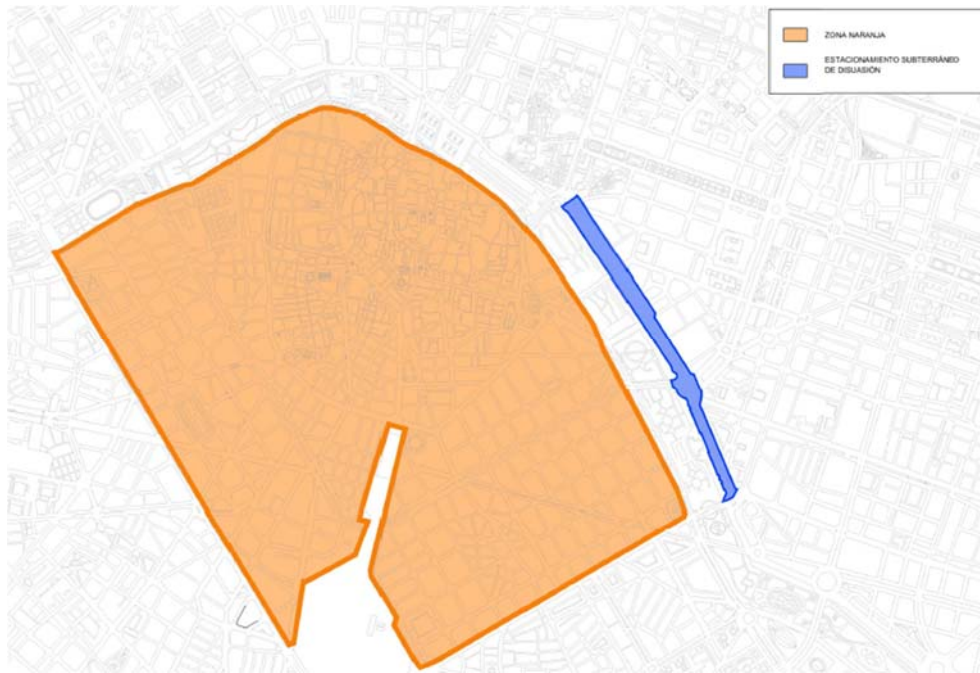 ZONA NARANJA
ESTACIONAMIENTO SUBTERRÁNEO
DE DISUASIÓN